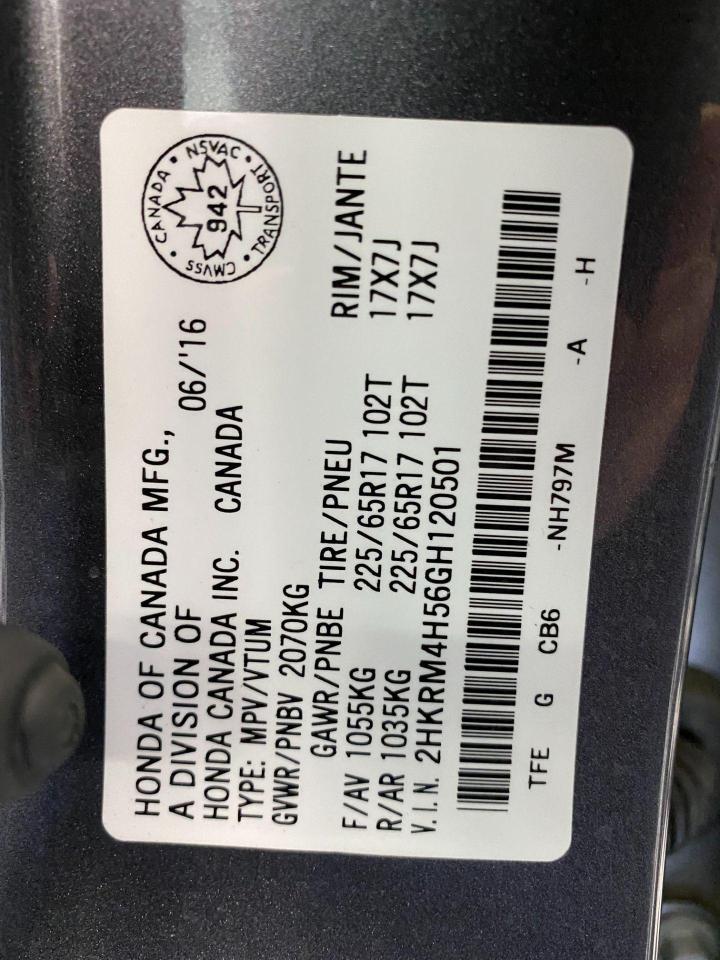 HONDA OF CANADA MFG.,
A DIVISION OF 06/'16
HONDA CANADA INC. CANADA
TYPE: MPV/VTUM
GVWR/PNBV 2070KG
GAWR/PNBE TIRE/PNEU RIM/JANTE
F/AV 1055KG 225/65R17 102T 17X7J
R/AR 1035KG 225/65R17 102T 17X7J
V.I.N. 2HKRM4H56GH120501
TFE G CB6 -NH797M -A -H
CANADA • NSVAC • TRANSPORT • CMVSS •
942